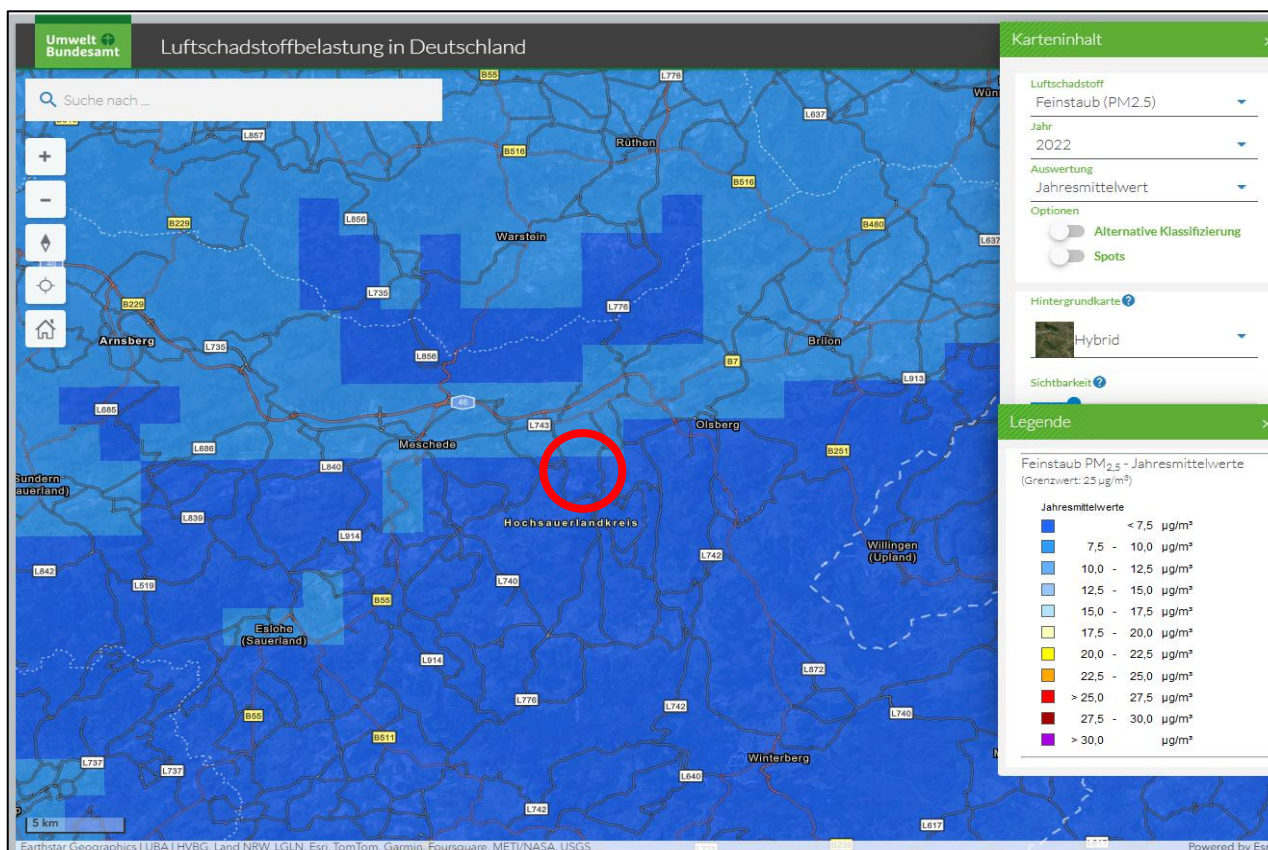 Umwelt
Bundesamt
Luftschadstoffbelastung in Deutschland
Suche nach ...
B55
L776
L857
B516
Rüthen
L637
B516
B229
L856
Warstein
B480
L637
46
L735
B229
L776
Arnsberg
L735
L856
Brilon
B7
L913
46
L685
L743
Olsberg
L686
Meschede
B251
L840
Sundern
auerland)
L839
Hochsauerlandkreis
L914
Willingen
(Upland)
L742
L842
L519
L740
B55
Eslohe
(Sauerland)
L914
L872
L776
L742
B55
L740
B511
L737
L737
Winterberg
L640
L742
L617
5 km
Earthstar Geographics | UBA | HVBG, Land NRW, LGLN, Esri, TomTom, Garmin, Foursquare, METI/NASA, USGS
Powered by Esr
Karteninhalt
Luftschadstoff
Feinstaub (PM2.5)
Jahr
2022
Auswertung
Jahresmittelwert
Optionen
Alternative Klassifizierung
Spots
Hintergrundkarte ?
Hybrid
Sichtbarkeit ?
Legende
Feinstaub PM2,5 - Jahresmittelwerte
(Grenzwert: 25 µg/m³)
Jahresmittelwerte
< 7,5 µg/m³
7,5 - 10,0 µg/m³
10,0 - 12,5 µg/m³
12,5 - 15,0 µg/m³
15,0 - 17,5 µg/m³
17,5 - 20,0 µg/m³
20,0 - 22,5 µg/m³
22,5 - 25,0 µg/m³
> 25,0 27,5 µg/m³
27,5 - 30,0 µg/m³
> 30,0 µg/m³